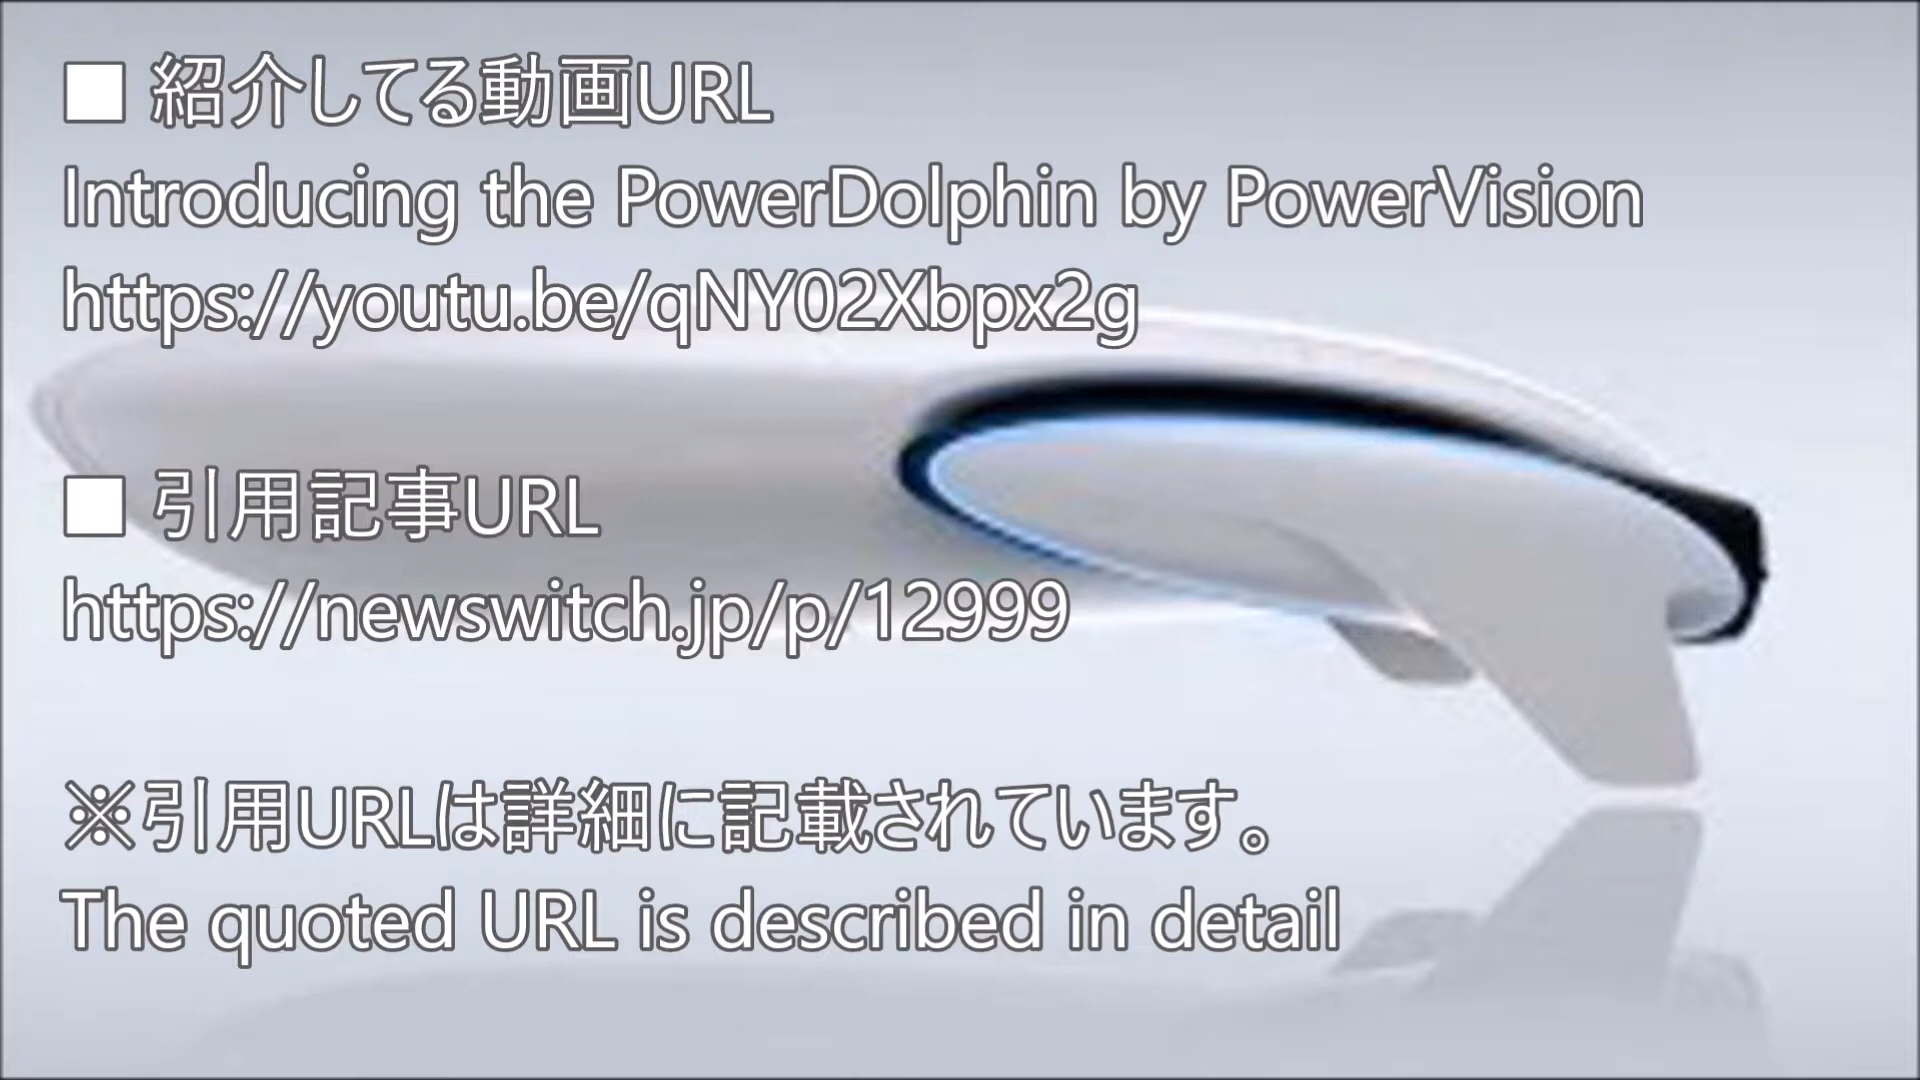 ■ 紹介してる動画URL
Introducing the PowerDolphin by PowerVision
https://youtu.be/qNY02Xbpx2g
■ 引用記事URL
https://newswitch.jp/p/12999
※引用URLは詳細に記載されています。
The quoted URL is described in detail